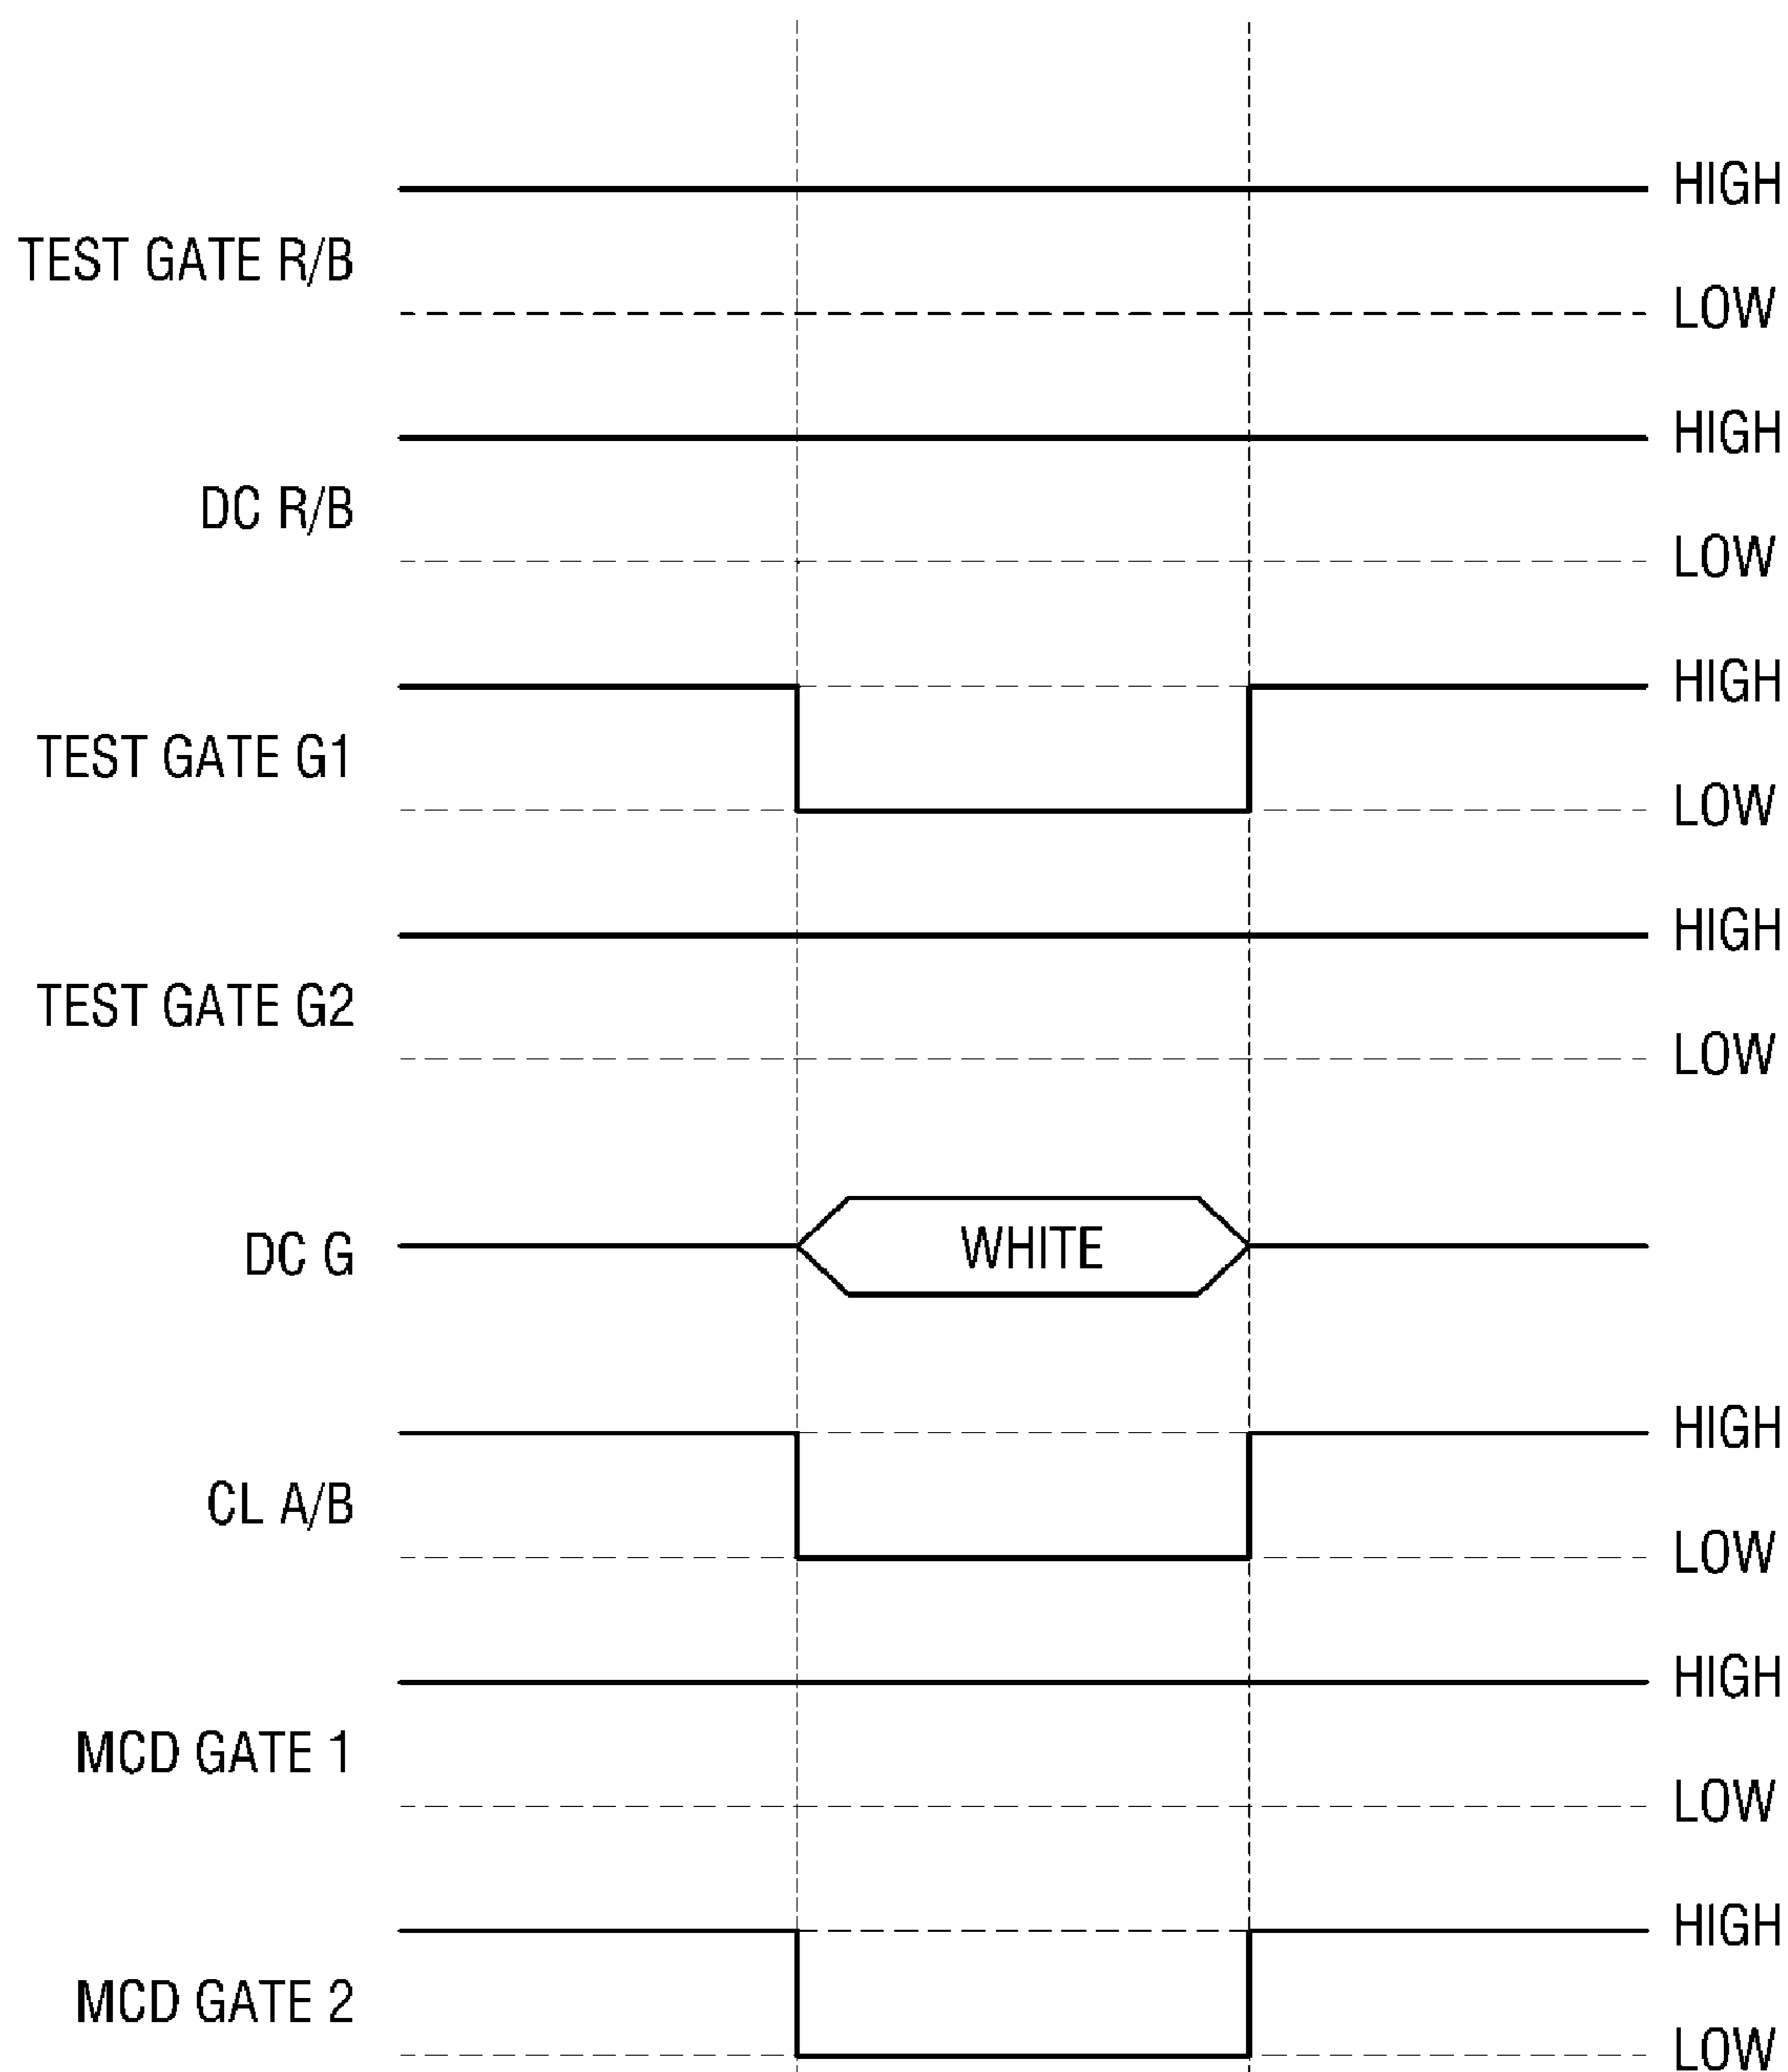 HIGH
TEST GATE R/B
LOW
HIGH
DC R/B
LOW
HIGH
TEST GATE G1
LOW
HIGH
TEST GATE G2
LOW
DC G
WHITE
HIGH
CL A/B
LOW
HIGH
MCD GATE 1
LOW
HIGH
MCD GATE 2
LOW